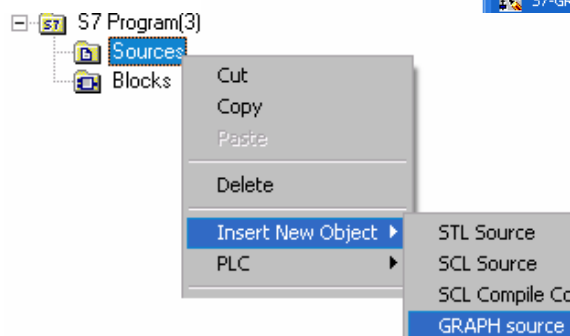 S7 Program(3)
Sources
Blocks
Cut
Copy
Paste
Delete
Insert New Object
PLC
STL Source
SCL Source
SCL Compile
GRAPH source